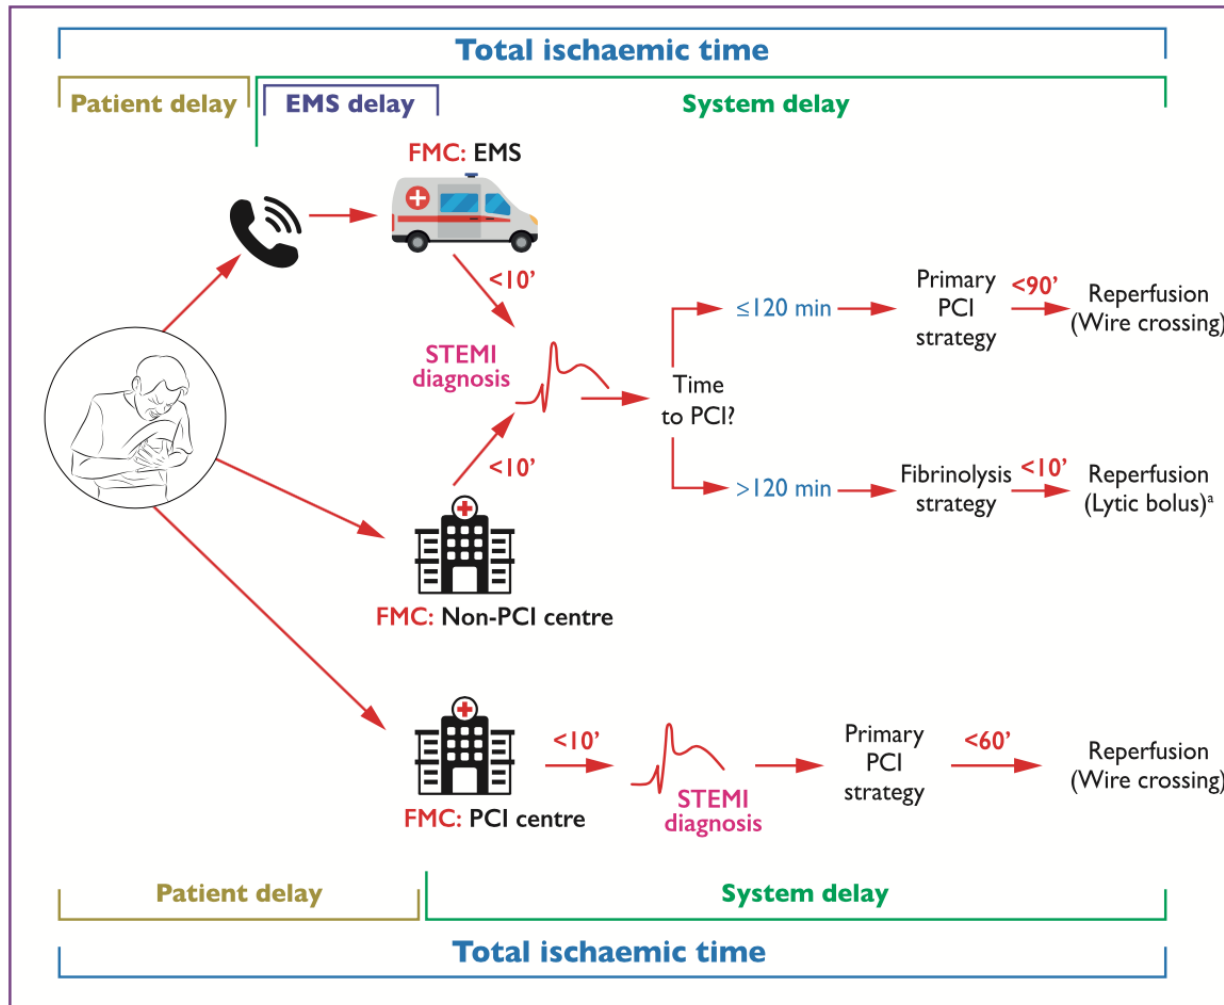 Total ischaemic time
Patient delay
EMS delay
System delay
FMC: EMS
<10’
STEMI
diagnosis
<10’
FMC: Non-PCI centre
Time
to PCI?
≤120 min
Primary
PCI
strategy
<90’
Reperfusion
(Wire crossing)
>120 min
Fibrinolysis
strategy
<10’
Reperfusion
(Lytic bolus)ᵃ
FMC: PCI centre
<10’
STEMI
diagnosis
Primary
PCI
strategy
<60’
Reperfusion
(Wire crossing)
Patient delay
System delay
Total ischaemic time